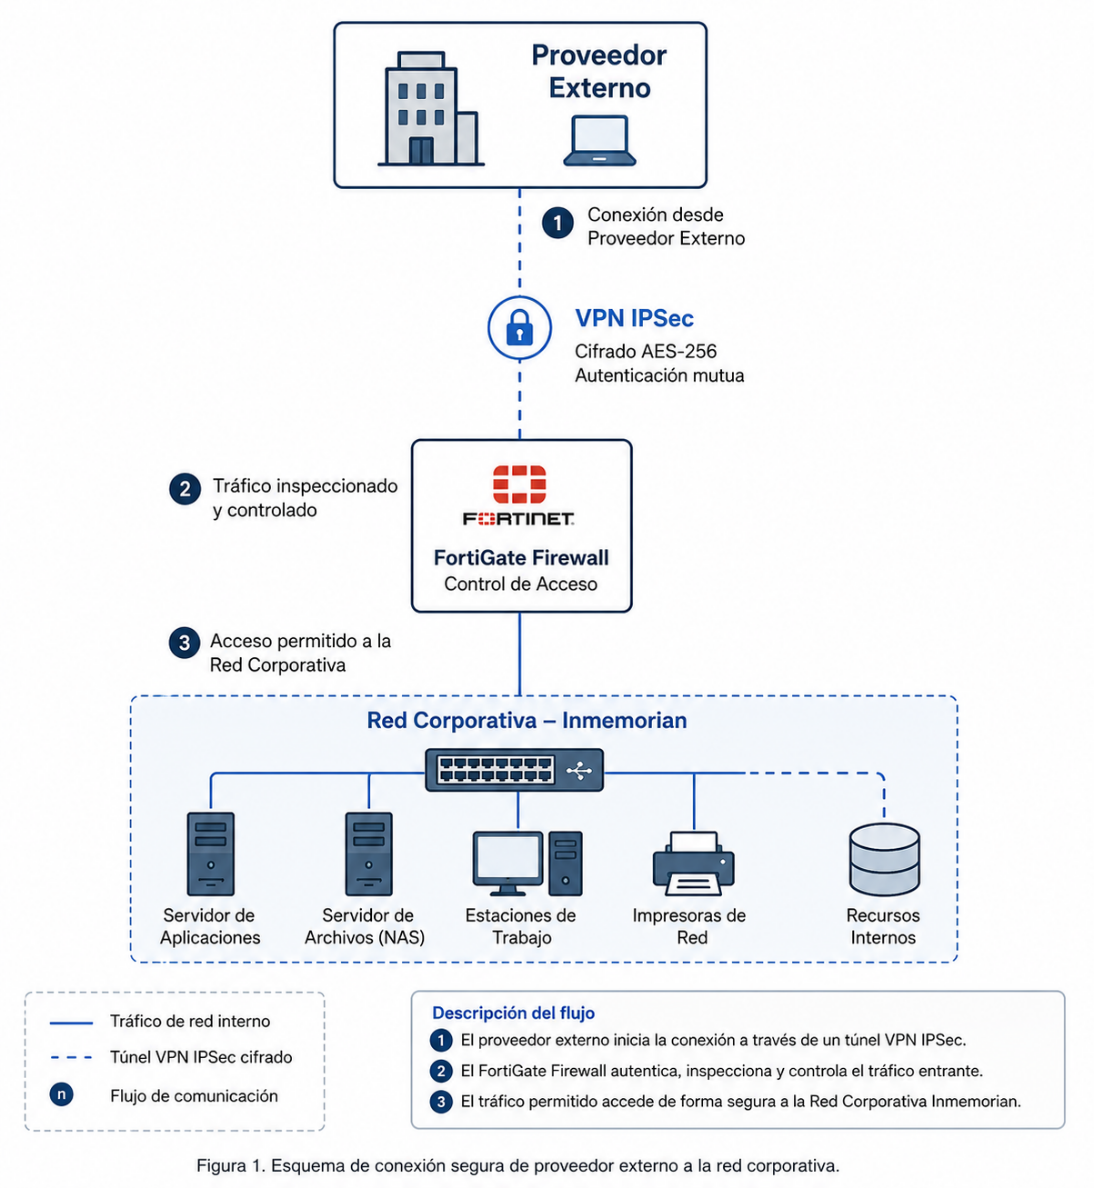 Proveedor
Externo
1 Conexión desde
Proveedor Externo
VPN IPSec
Cifrado AES-256
Autenticación mutua
2 Tráfico inspeccionado
y controlado
FORTINET
FortiGate Firewall
Control de Acceso
3 Acceso permitido a la
Red Corporativa
Red Corporativa – Inmemorian
Servidor de
Aplicaciones
Servidor de
Archivos (NAS)
Estaciones de
Trabajo
Impresoras de
Red
Recursos
Internos
Tráfico de red interno
Túnel VPN IPSec cifrado
n Flujo de comunicación
Descripción del flujo
1 El proveedor externo inicia la conexión a través de un túnel VPN IPSec.
2 El FortiGate Firewall autentica, inspecciona y controla el tráfico entrante.
3 El tráfico permitido accede de forma segura a la Red Corporativa Inmemorian.
Figura 1. Esquema de conexión segura de proveedor externo a la red corporativa.